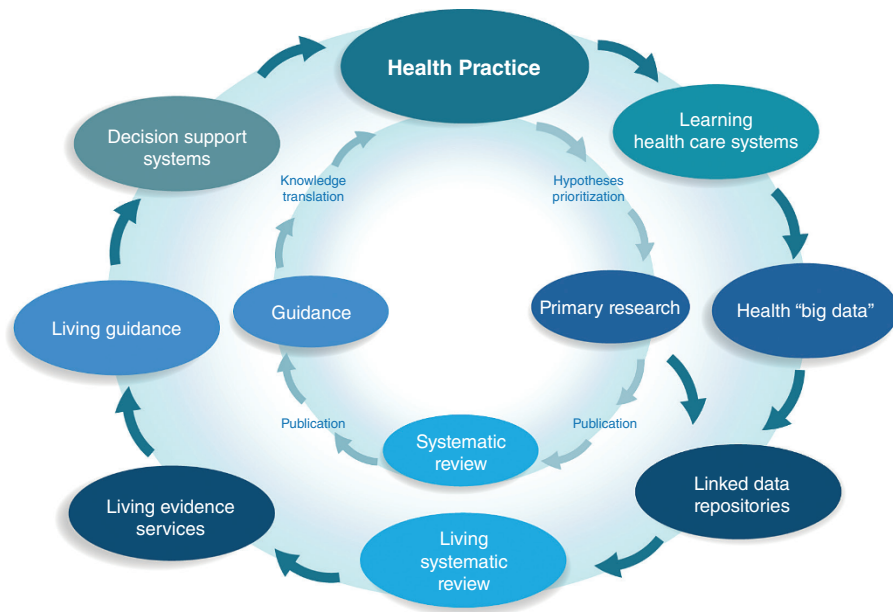 Health Practice
Learning
health care systems
Decision support
systems
Knowledge
translation
Hypotheses
prioritization
Living guidance
Guidance
Primary research
Health “big data”
Publication
Publication
Systematic
review
Linked data
repositories
Living evidence
services
Living
systematic
review